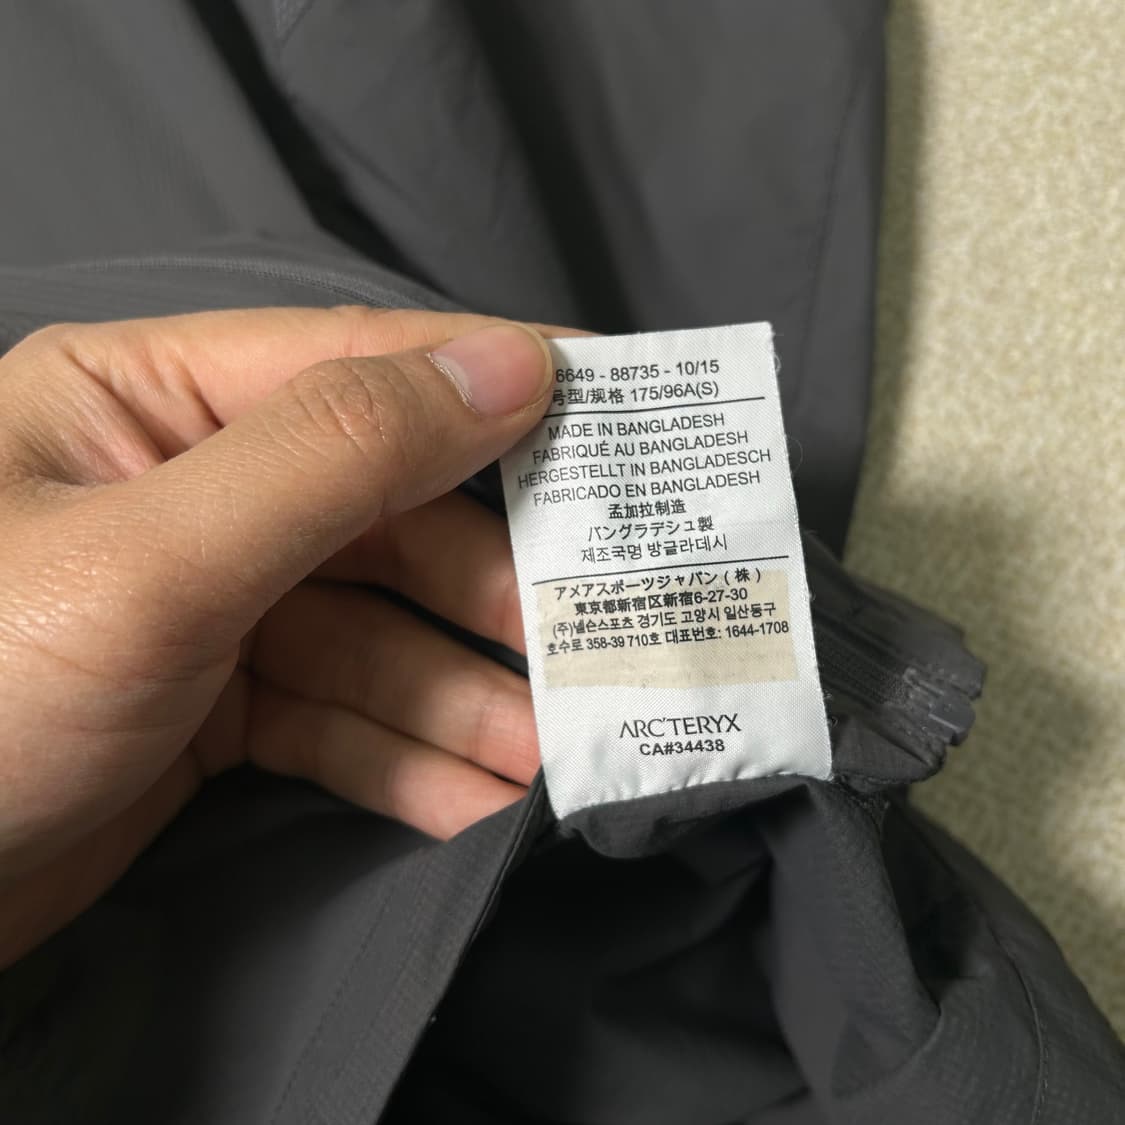 6649 - 88735 - 10/15
号型/规格 175/96A(S)
MADE IN BANGLADESH
FABRIQUÉ AU BANGLADESH
HERGESTELLT IN BANGLADESCH
FABRICADO EN BANGLADESH
孟加拉制造
バングラデシュ製
제조국명 방글라데시
アメアスポーツジャパン(株)
東京都新宿区新宿6-27-30
(주)넬슨스포츠 경기도 고양시 일산동구
호수로 358-39 710호 대표번호: 1644-1708
ARC'TERYX
CA#34438